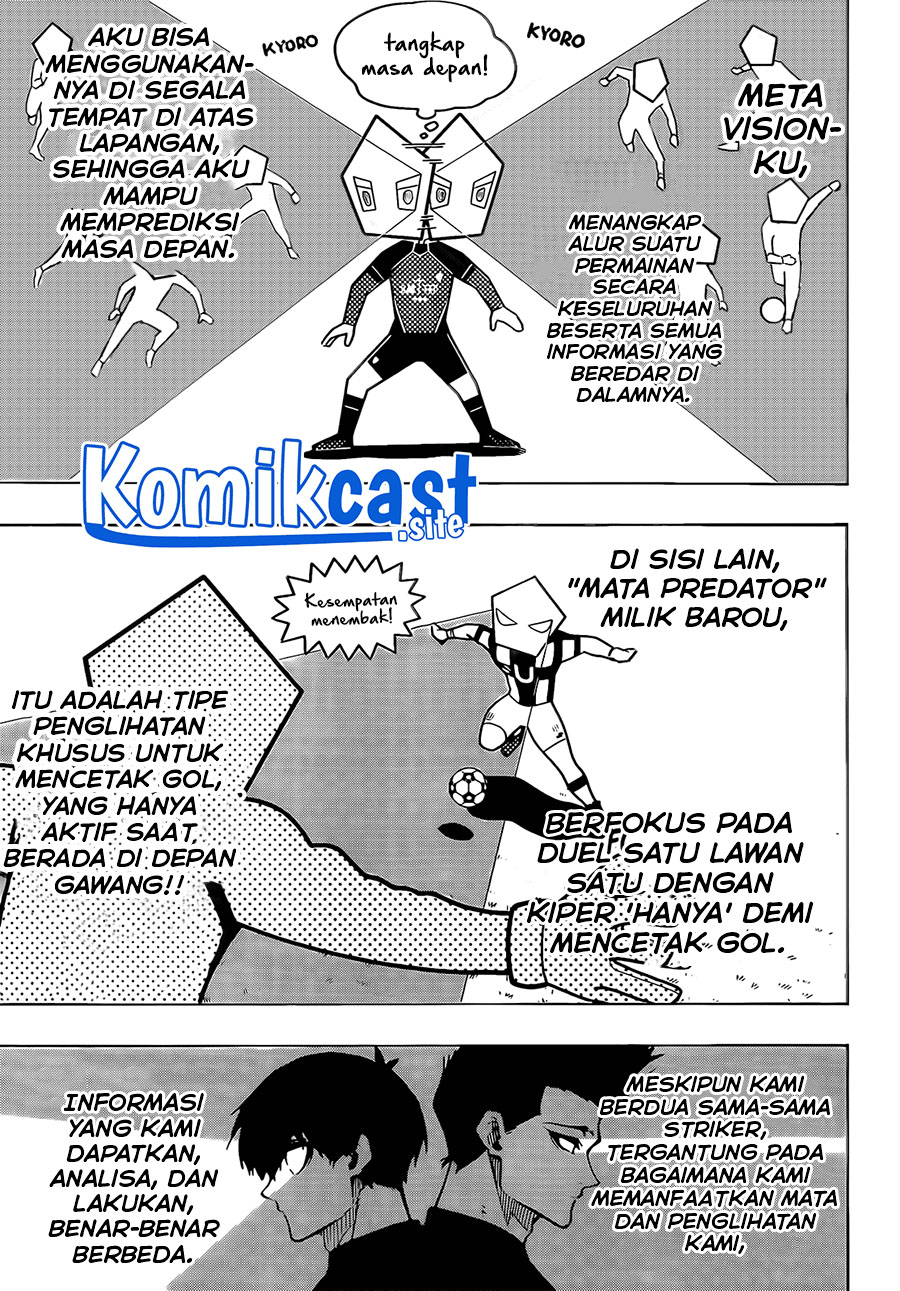 META
VISION-
KU,
MENANGKAP
ALUR SUATU
PERMAINAN
SECARA
KESELURUHAN
BESERTA SEMUA
INFORMASI YANG
BEREDAR DI
DALAMNYA.
KYORO
tangkap
masa depan!
KYORO
AKU BISA
MENGGUNAKAN-
NYA DI SEGALA
TEMPAT DI ATAS
LAPANGAN,
SEHINGGA AKU
MAMPU
MEMPREDIKSI
MASA DEPAN.
Komikcast
.site
DI SISI LAIN,
"MATA PREDATOR"
MILIK BAROU,
Kesempatan
menembak!
U
BERFOKUS PADA
DUEL SATU LAWAN
SATU DENGAN
KIPER 'HANYA' DEMI
MENCETAK GOL.
ITU ADALAH TIPE
PENGLIHATAN
KHUSUS UNTUK
MENCETAK GOL,
YANG HANYA
AKTIF SAAT
BERADA DI DEPAN
GAWANG!!
MESKIPUN KAMI
BERDUA SAMA-SAMA
STRIKER,
TERGANTUNG PADA
BAGAIMANA KAMI
MEMANFAATKAN MATA
DAN PENGLIHATAN
KAMI,
INFORMASI
YANG KAMI
DAPATKAN,
ANALISA, DAN
LAKUKAN,
BENAR-BENAR
BERBEDA.